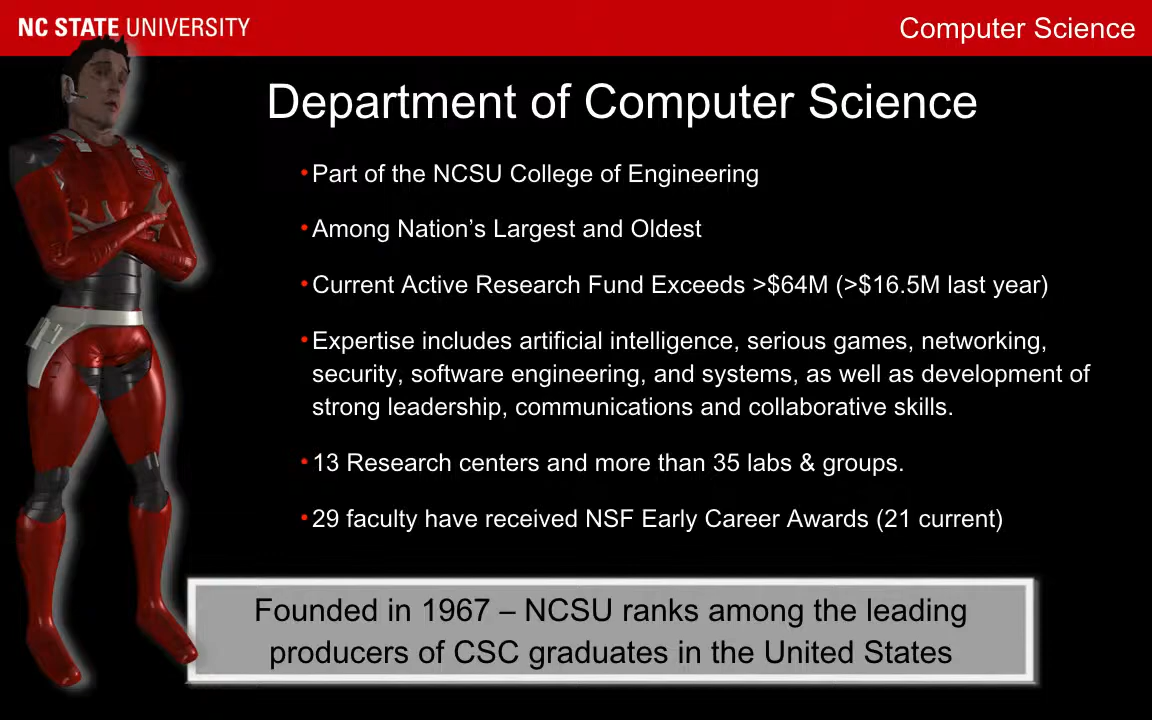 NC STATE UNIVERSITY
Computer Science
Department of Computer Science
•Part of the NCSU College of Engineering
•Among Nation’s Largest and Oldest
•Current Active Research Fund Exceeds >$64M (>$16.5M last year)
•Expertise includes artificial intelligence, serious games, networking,
security, software engineering, and systems, as well as development of
strong leadership, communications and collaborative skills.
•13 Research centers and more than 35 labs & groups.
•29 faculty have received NSF Early Career Awards (21 current)
Founded in 1967 – NCSU ranks among the leading
producers of CSC graduates in the United States